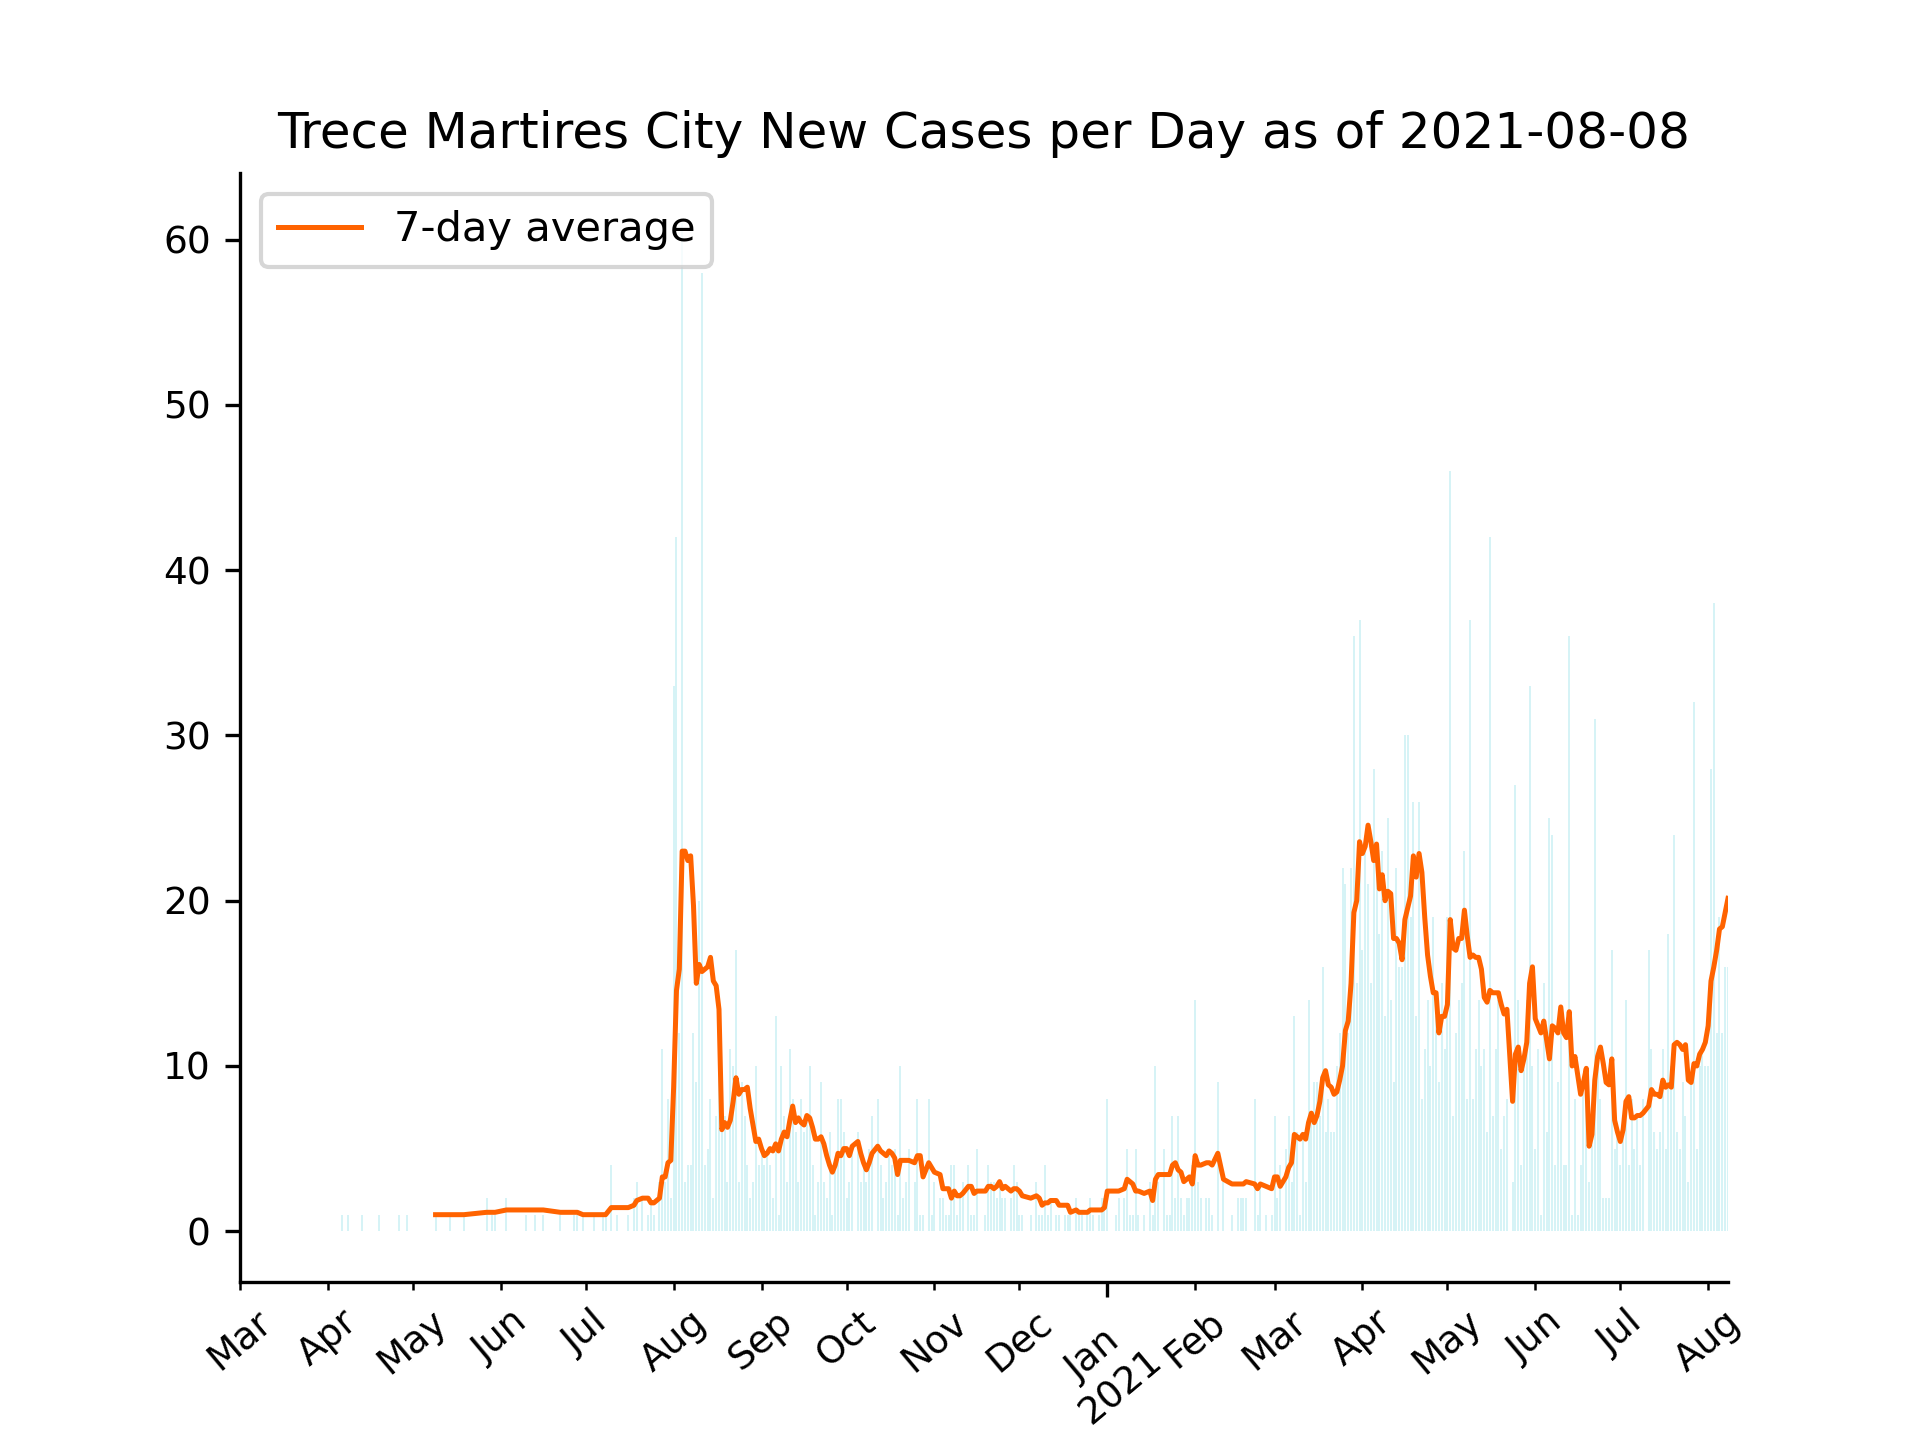 Trece Martires City New Cases per Day as of 2021-08-08
7-day average
60
50
40
30
20
10
0
Mar Apr May Jun Jul Aug Sep Oct Nov Dec Jan Feb Mar Apr May Jun Jul Aug
2021